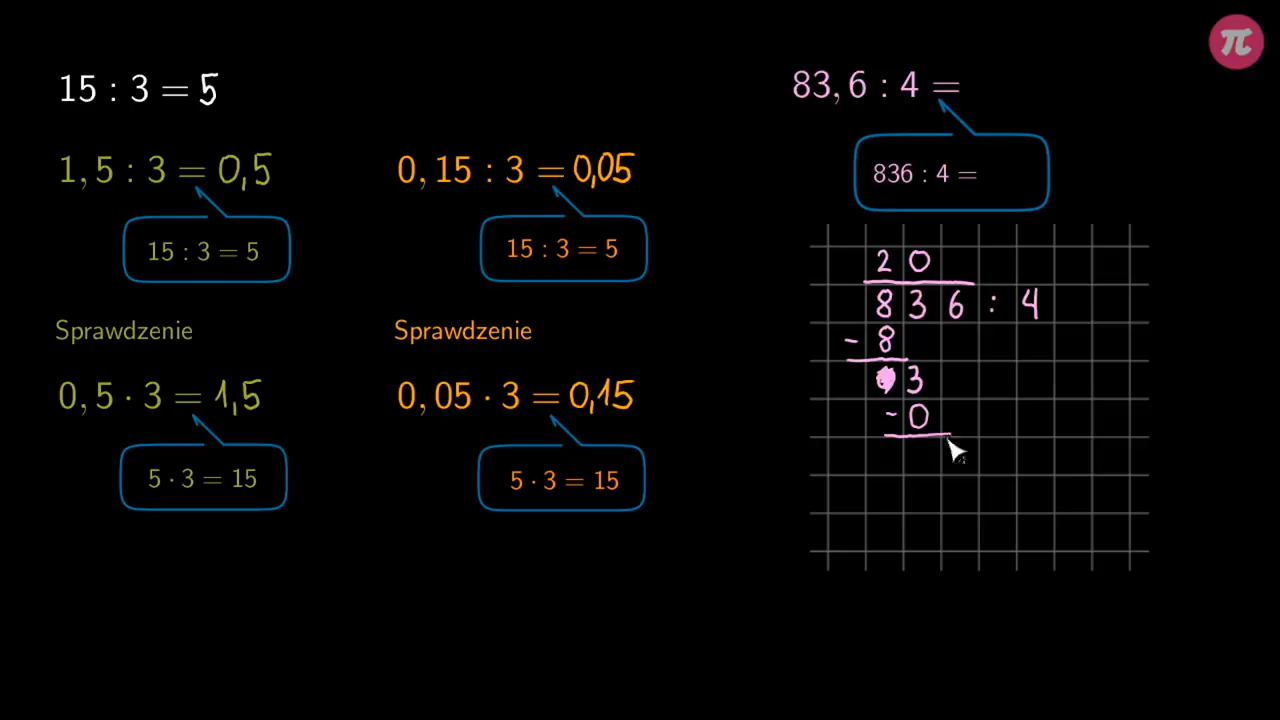 15 : 3 = 5
1,5 : 3 = 0,5
15 : 3 = 5
Sprawdzenie
0,5 · 3 = 1,5
5 · 3 = 15
0,15 : 3 = 0,05
15 : 3 = 5
Sprawdzenie
0,05 · 3 = 0,15
5 · 3 = 15
π
83,6 : 4 =
836 : 4 =
2 0
8 3 6 : 4
- 8
3
- 0